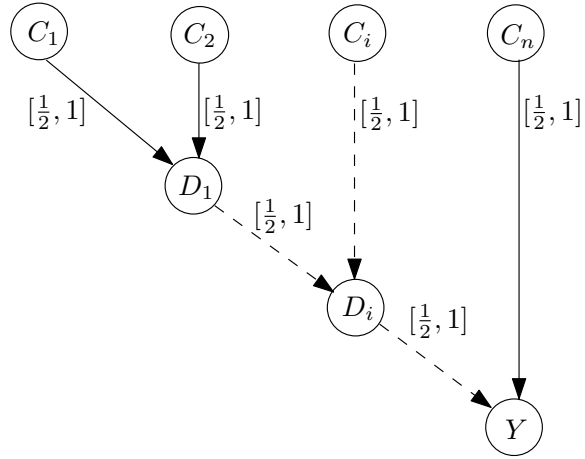 C₁ C₂ Cᵢ Cₙ
[½, 1] [½, 1] [½, 1] [½, 1]
D₁
[½, 1]
Dᵢ
[½, 1]
Y